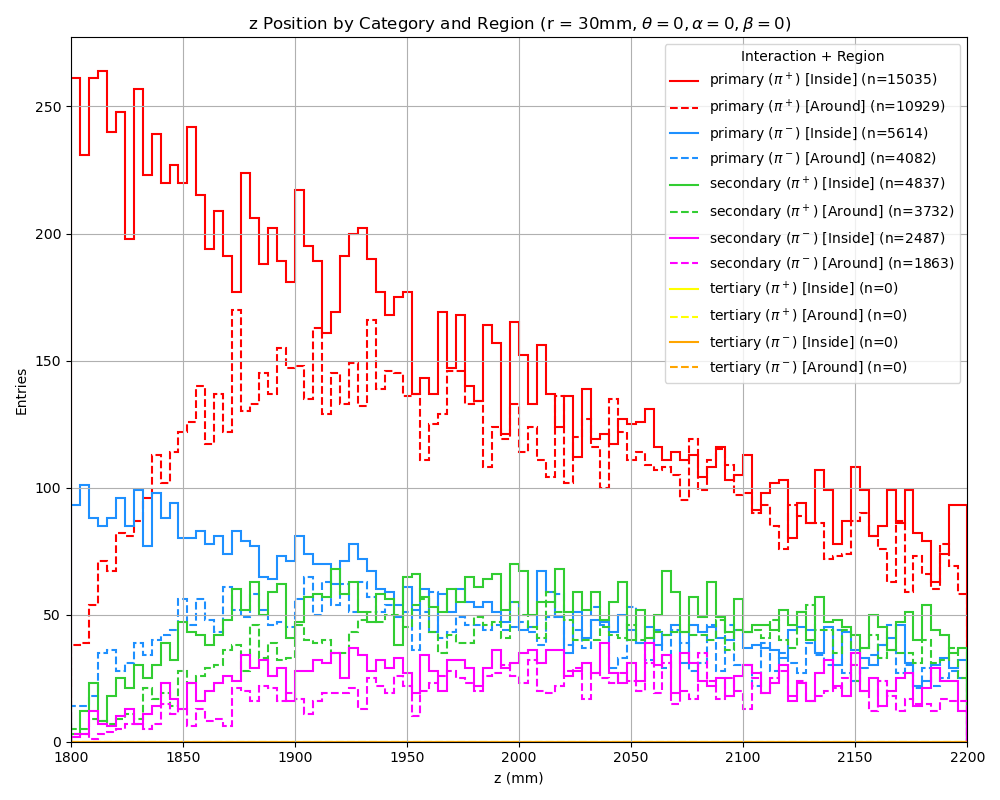 z Position by Category and Region (r = 30mm, θ = 0, α = 0, β = 0)
Interaction + Region
primary (π⁺) [Inside] (n=15035)
primary (π⁺) [Around] (n=10929)
primary (π⁻) [Inside] (n=5614)
primary (π⁻) [Around] (n=4082)
secondary (π⁺) [Inside] (n=4837)
secondary (π⁺) [Around] (n=3732)
secondary (π⁻) [Inside] (n=2487)
secondary (π⁻) [Around] (n=1863)
tertiary (π⁺) [Inside] (n=0)
tertiary (π⁺) [Around] (n=0)
tertiary (π⁻) [Inside] (n=0)
tertiary (π⁻) [Around] (n=0)
Entries
250
200
150
100
50
0
1800 1850 1900 1950 2000 2050 2100 2150 2200
z (mm)